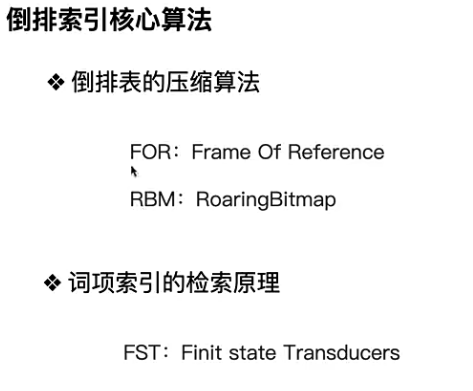 倒排索引核心算法
❖ 倒排表的压缩算法
FOR：Frame Of Reference
RBM：RoaringBitmap
❖ 词项索引的检索原理
FST：Finit state Transducers